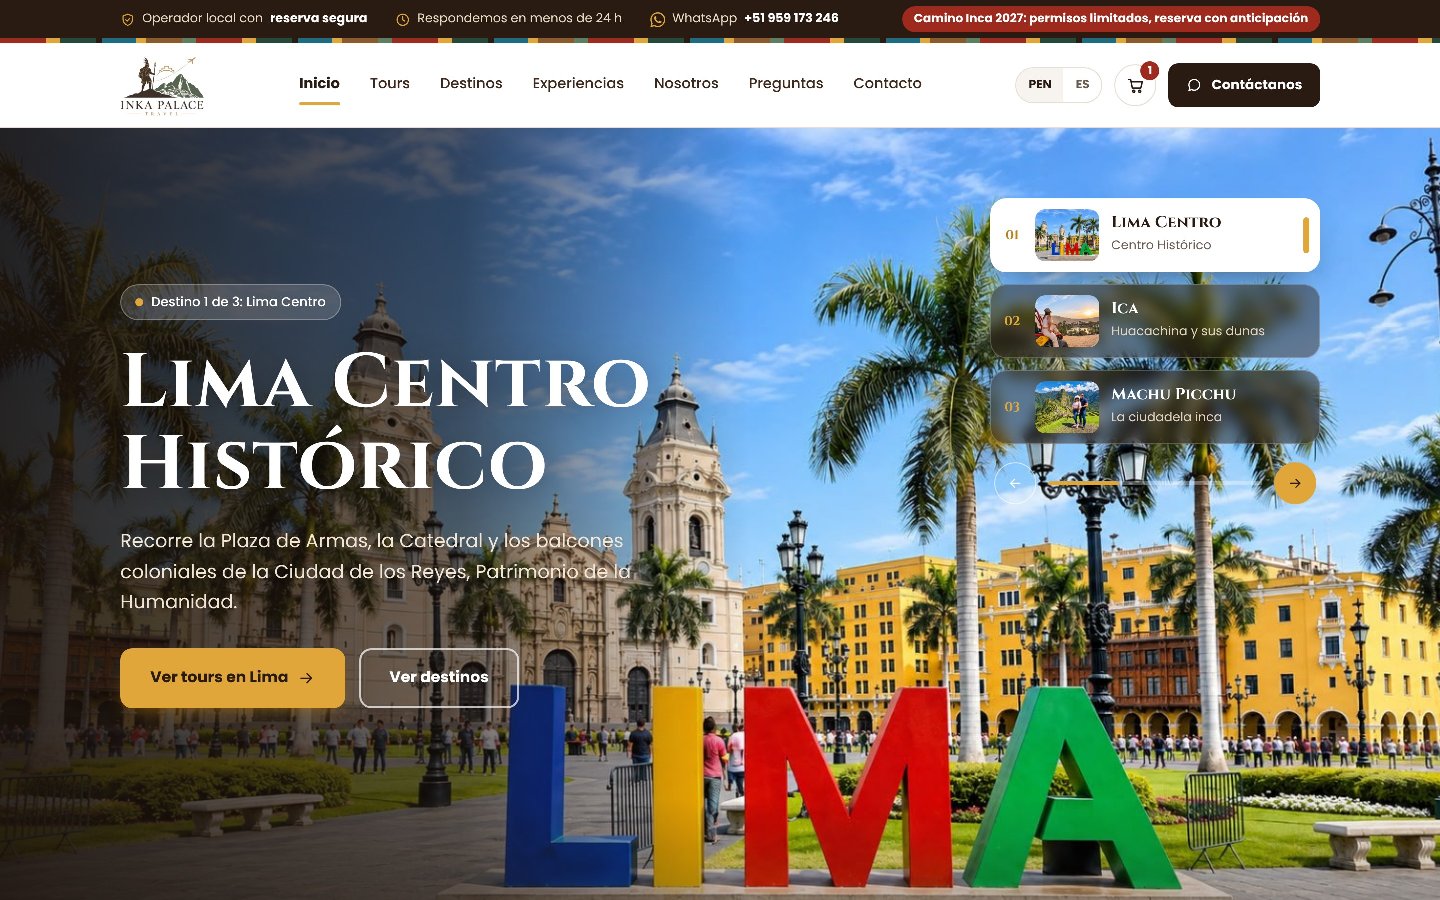 Operador local con reserva segura
Respondemos en menos de 24 h
WhatsApp +51 959 173 246
Camino Inca 2027: permisos limitados, reserva con anticipación
INKA PALACE
TRAVEL
Inicio
Tours
Destinos
Experiencias
Nosotros
Preguntas
Contacto
PEN
ES
1
Contáctanos
Destino 1 de 3: Lima Centro
Lima Centro
Histórico
Recorre la Plaza de Armas, la Catedral y los balcones
coloniales de la Ciudad de los Reyes, Patrimonio de la
Humanidad.
Ver tours en Lima
Ver destinos
01
Lima Centro
Centro Histórico
02
Ica
Huacachina y sus dunas
03
Machu Picchu
La ciudadela inca
LIMA